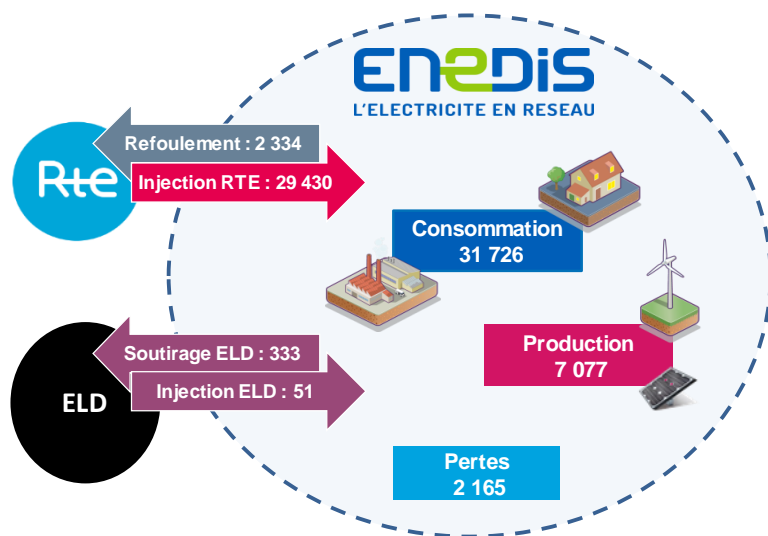 ENEDIS
L'ELECTRICITE EN RESEAU
Rte
Refoulement : 2 334
Injection RTE : 29 430
Consommation
31 726
Production
7 077
ELD
Soutirage ELD : 333
Injection ELD : 51
Pertes
2 165